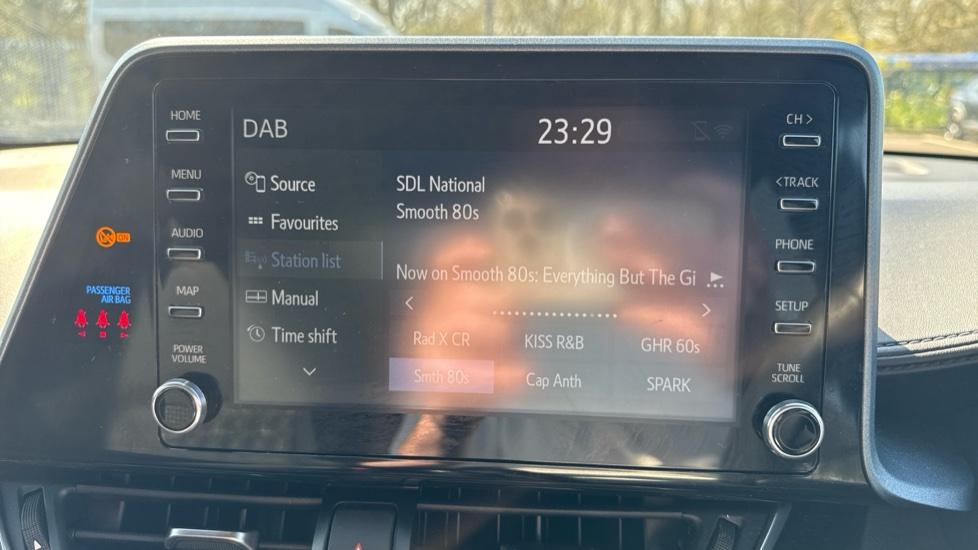 HOME
MENU
AUDIO
MAP
POWER
VOLUME
ON
PASSENGER
AIR BAG
DAB
23:29
Source
Favourites
Station list
Manual
Time shift
SDL National
Smooth 80s
Now on Smooth 80s: Everything But The Gi
Rad X CR
KISS R&B
GHR 60s
Smth 80s
Cap Anth
SPARK
CH >
<TRACK
PHONE
SETUP
TUNE
SCROLL